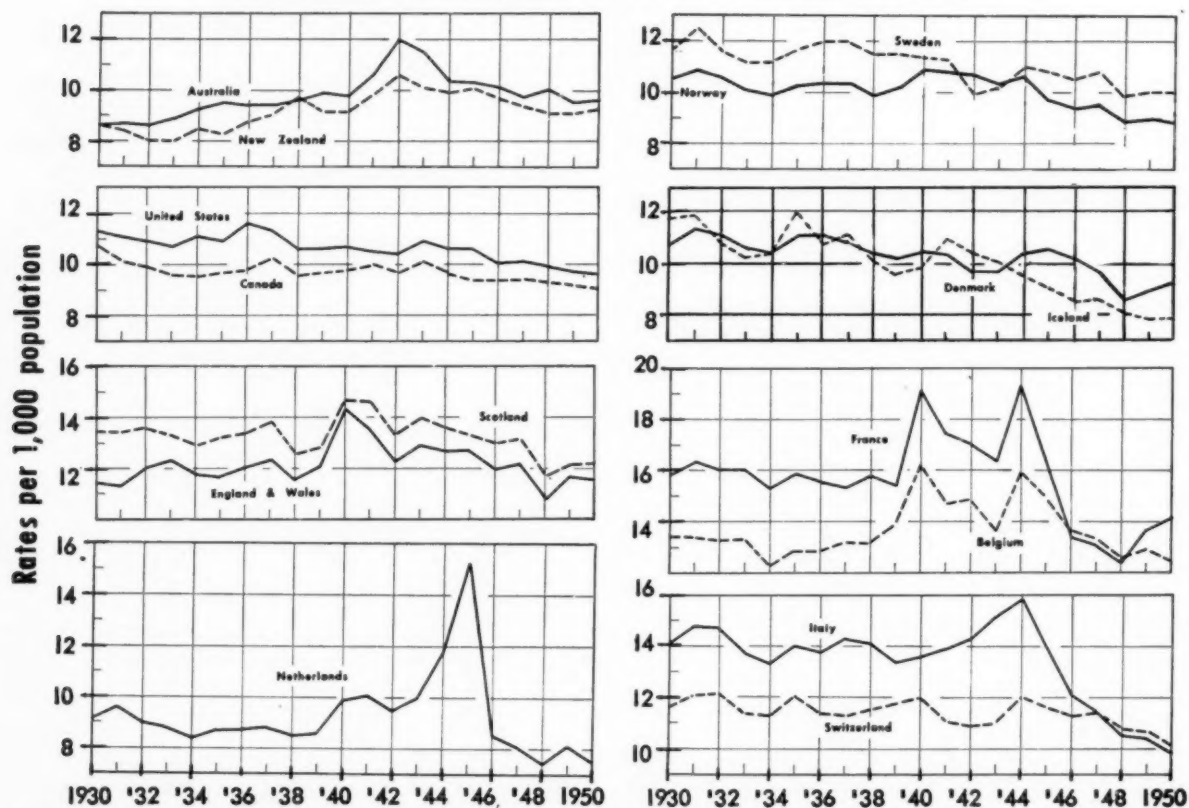 Rates per 1,000 population
12
10
8
Australia
New Zealand
12
10
8
United States
Canada
16
14
12
Scotland
England & Wales
16
14
12
10
8
Netherlands
1930 '32 '34 '36 '38 '40 '42 '44 '46 '48 1950
12
10
8
Sweden
Norway
12
10
8
Denmark
Iceland
20
18
16
14
France
Belgium
16
14
12
10
Italy
Switzerland
1930 '32 '34 '36 '38 '40 '42 '44 '46 '48 1950